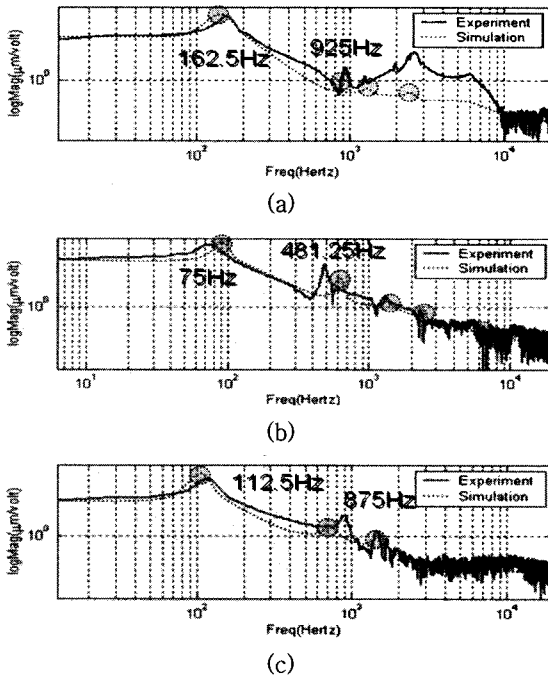 logMag(μm/volt)
10⁰
162.5Hz
925Hz
Experiment
Simulation
10² 10³ 10⁴
Freq(Hertz)
(a)
logMag(μm/volt)
10⁰
75Hz
481.25Hz
Experiment
Simulation
10¹ 10² 10³ 10⁴
Freq(Hertz)
(b)
logMag(μm/volt)
10⁰
112.5Hz
875Hz
Experiment
Simulation
10² 10³ 10⁴
Freq(Hertz)
(c)